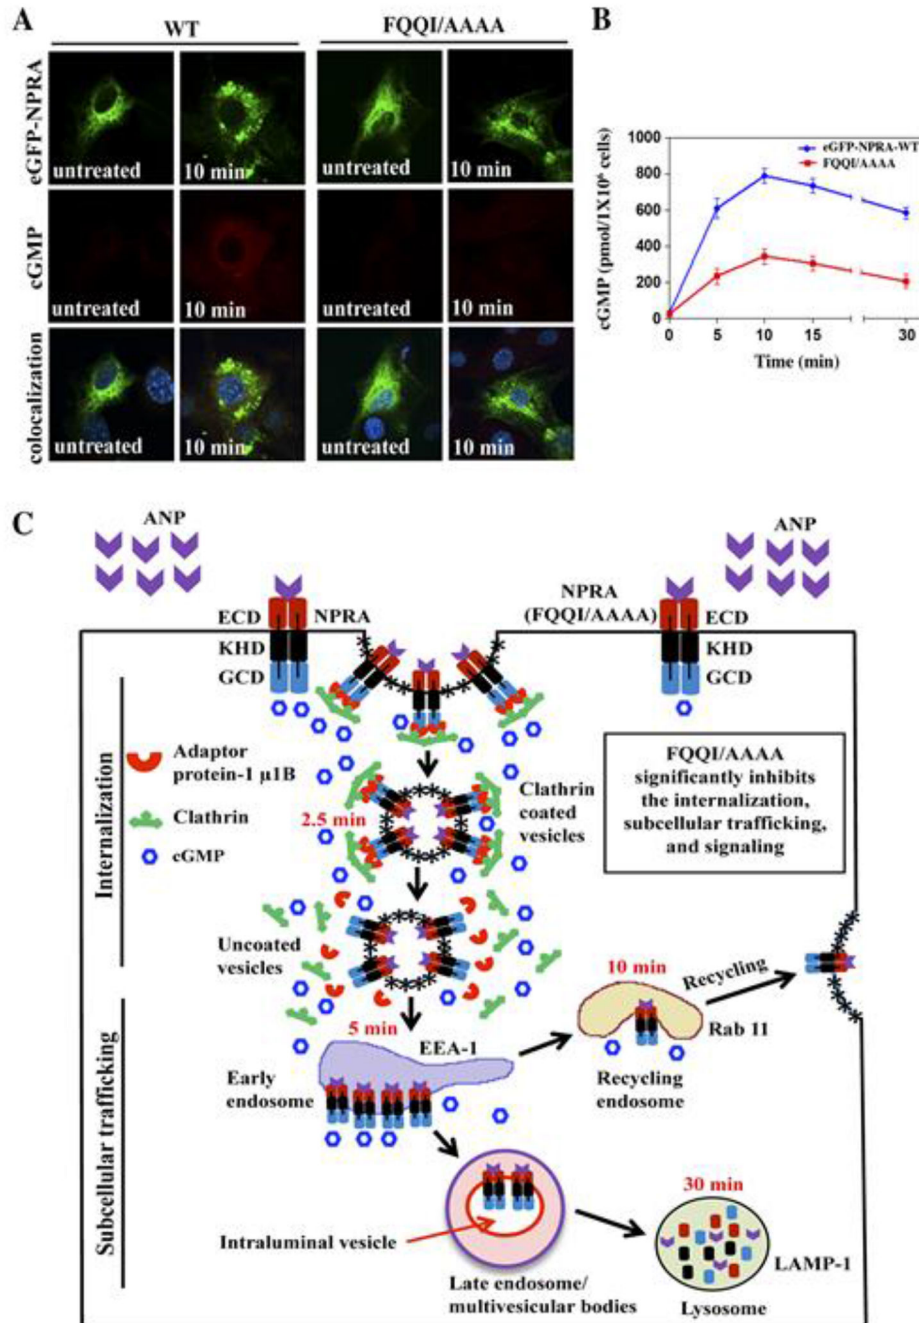 A
WT
FQQI/AAAA
eGFP-NPRA
untreated
10 min
untreated
10 min
cGMP
untreated
10 min
untreated
10 min
colocalization
untreated
10 min
untreated
10 min
B
cGMP (pmol/1X10⁶ cells)
1000
800
600
400
200
0
eGFP-NPRA-WT
FQQI/AAAA
0
5
10
15
30
Time (min)
C
ANP
ANP
ECD
NPRA
KHD
GCD
NPRA
(FQQI/AAAA)
ECD
KHD
GCD
Internalization
Adaptor
protein-1 μ1B
Clathrin
cGMP
2.5 min
Clathrin
coated
vesicles
FQQI/AAAA
significantly inhibits
the internalization,
subcellular trafficking,
and signaling
Uncoated
vesicles
Subcellular trafficking
5 min
EEA-1
Early
endosome
10 min
Recycling
Rab 11
Recycling
endosome
Intraluminal vesicle
Late endosome/
multivesicular bodies
30 min
LAMP-1
Lysosome